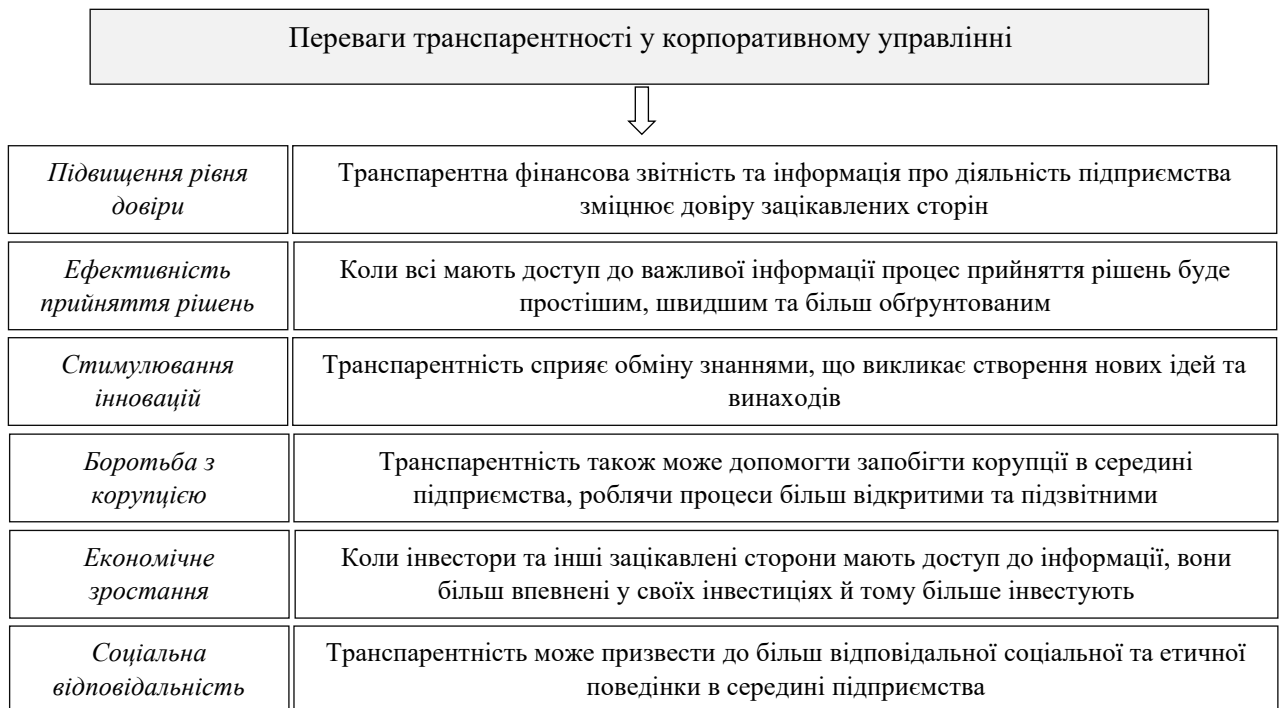 Переваги транспарентності у корпоративному управлінні
Підвищення рівня
довіри
Транспарентна фінансова звітність та інформація про діяльність підприємства
зміцнює довіру зацікавлених сторін
Ефективність
прийняття рішень
Коли всі мають доступ до важливої інформації процес прийняття рішень буде
простішим, швидшим та більш обґрунтованим
Стимулювання
інновацій
Транспарентність сприяє обміну знаннями, що викликає створення нових ідей та
винаходів
Боротьба з
корупцією
Транспарентність також може допомогти запобігти корупції в середині
підприємства, роблячи процеси більш відкритими та підзвітними
Економічне
зростання
Коли інвестори та інші зацікавлені сторони мають доступ до інформації, вони
більш впевнені у своїх інвестиціях й тому більше інвестують
Соціальна
відповідальність
Транспарентність може призвести до більш відповідальної соціальної та етичної
поведінки в середині підприємства